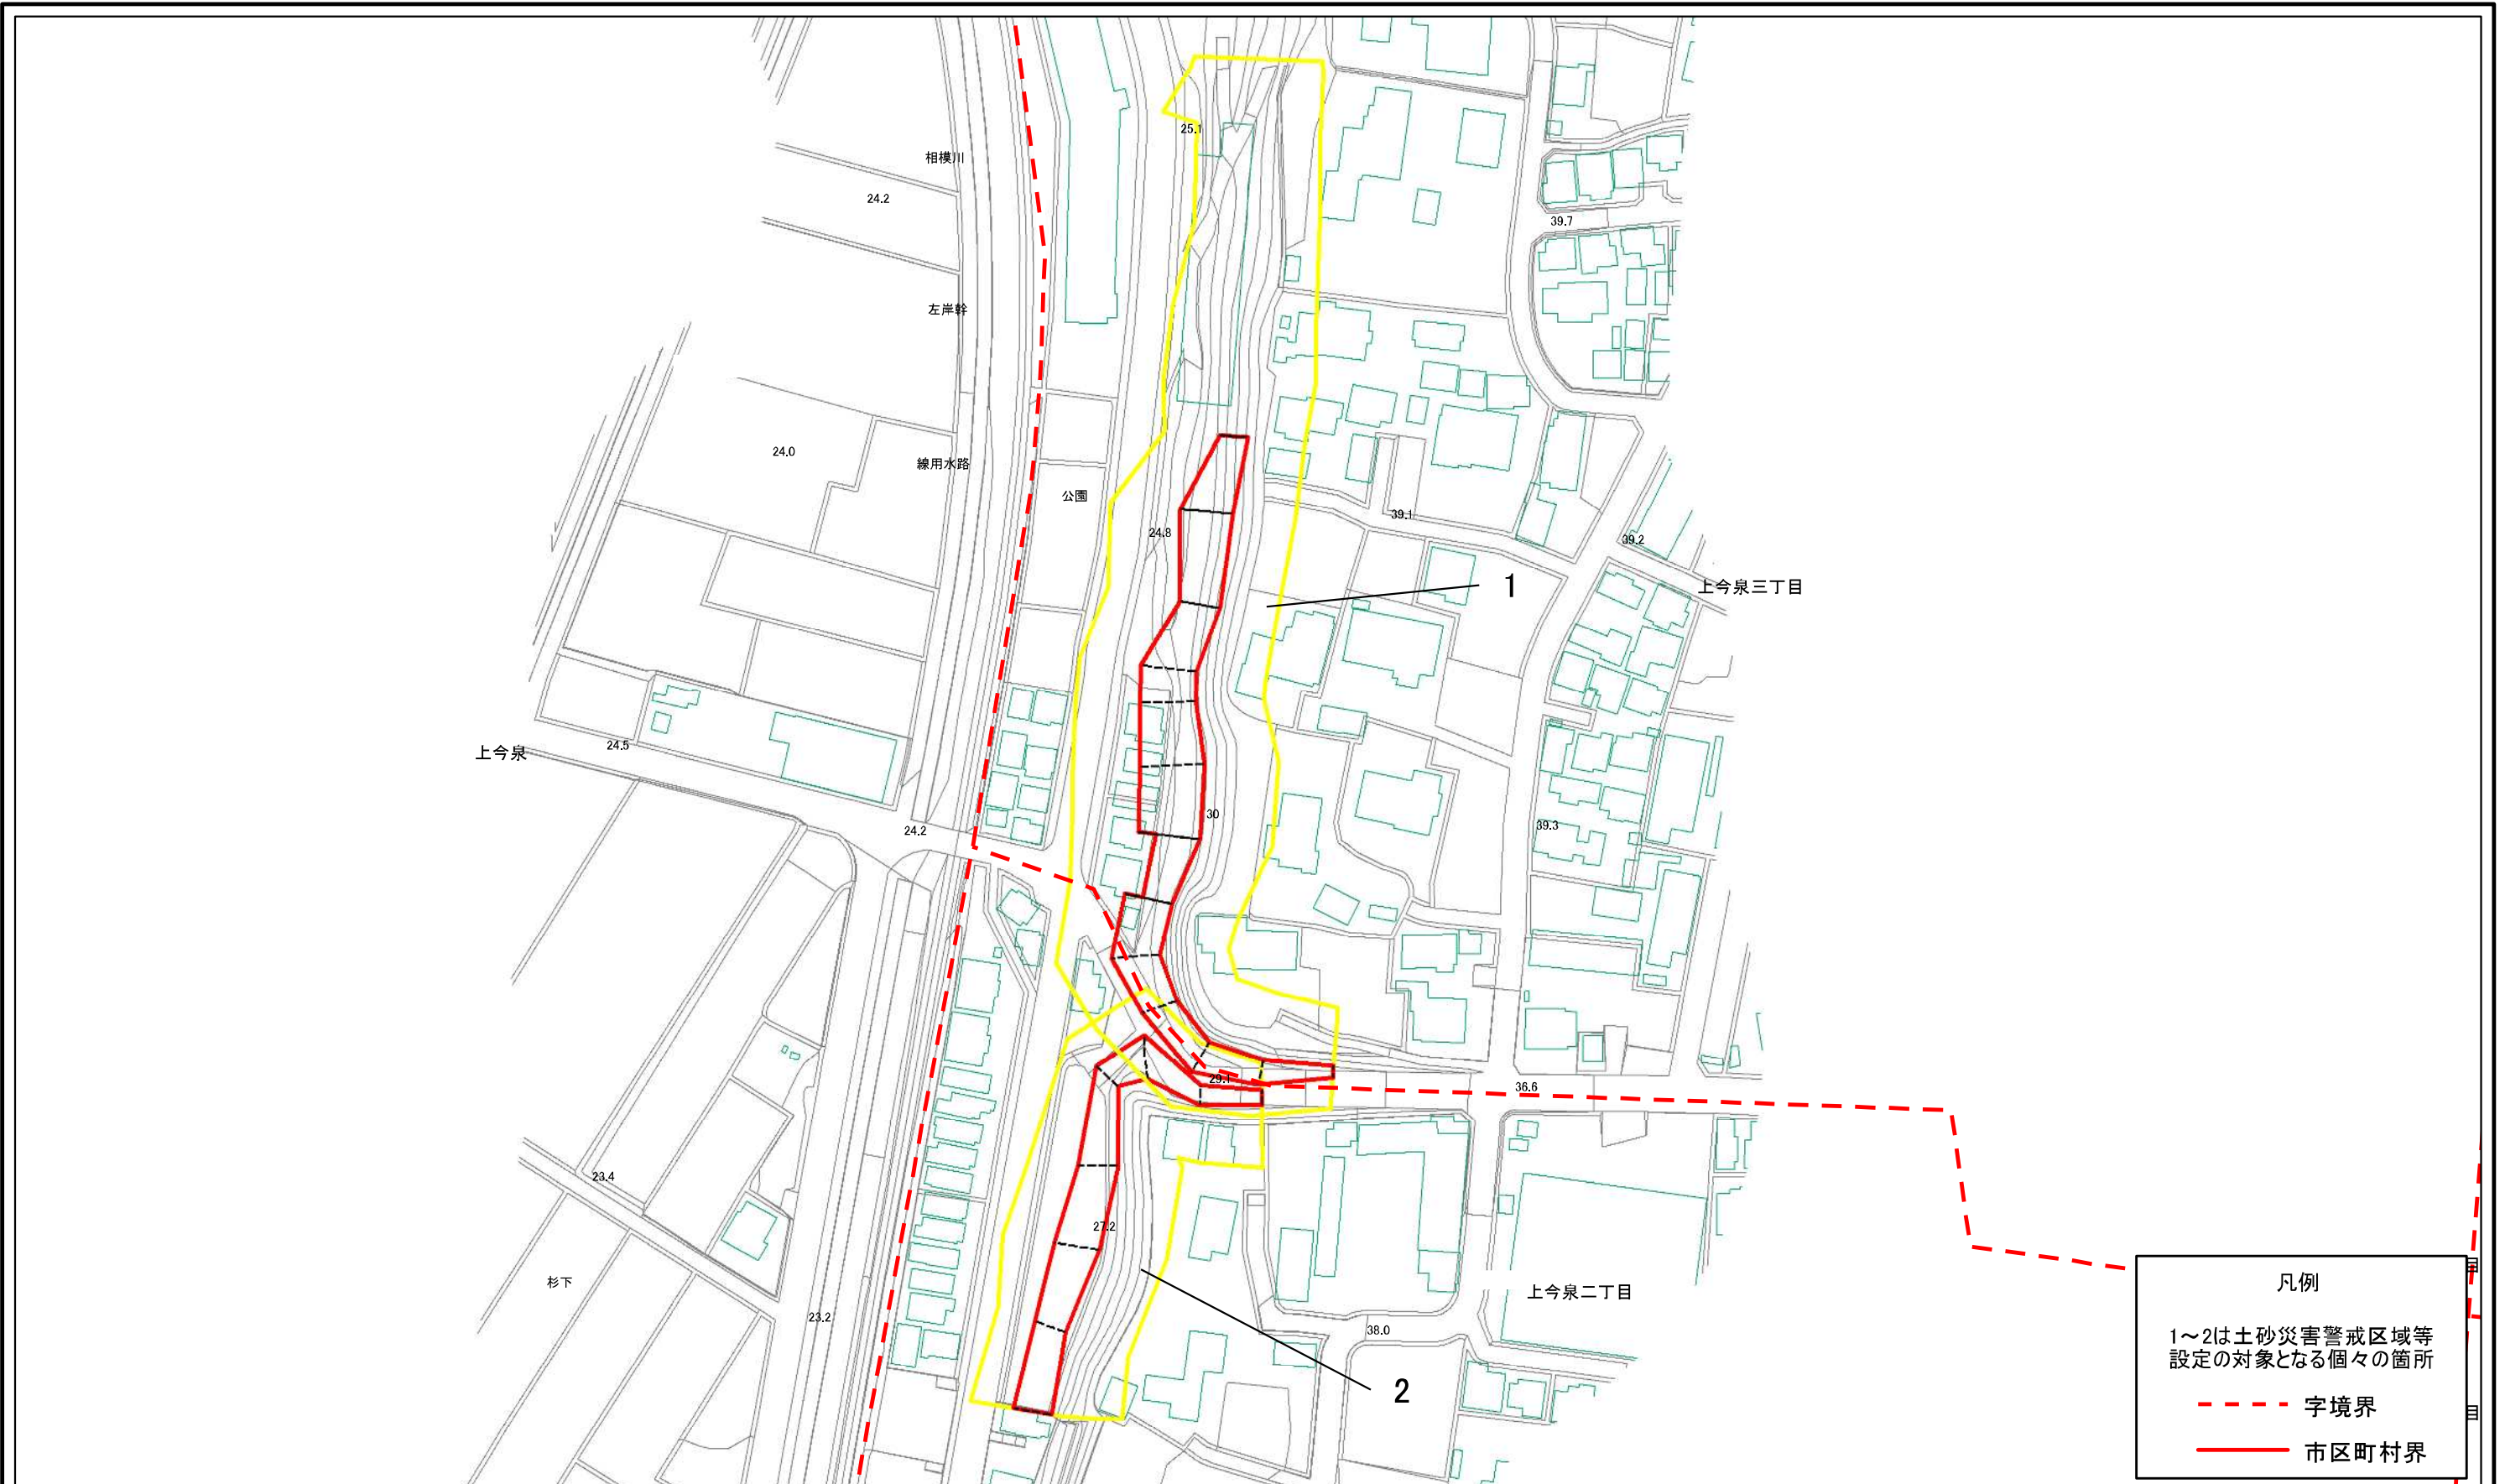 25.1
相模川
24.2
39.7
左岸幹
24.0
線用水路
公園
24.8
39.1
39.2
1
上今泉三丁目
上今泉
24.5
24.2
30
39.3
29.1
36.6
23.4
27.2
杉下
23.2
上今泉二丁目
38.0
2
目
目
凡例
1～2は土砂災害警戒区域等
設定の対象となる個々の箇所
字境界
市区町村界